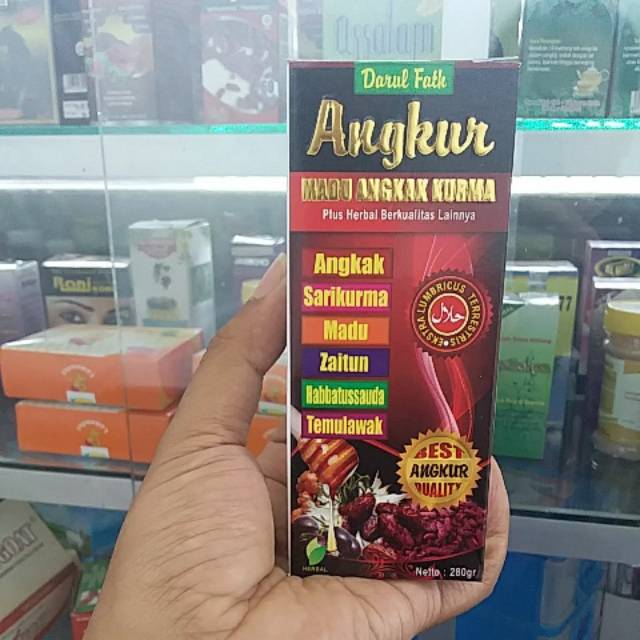 Assalam
Darul Fath
Angkur
MADU ANGKAK KURMA
Plus Herbal Berkualitas Lainnya
Angkak
Sarikurma
Madu
Zaitun
Habbatussauda
Temulawak
EKSTRA LUMBRICUS TERRESTRIS
حلال
BEST
ANGKUR
QUALITY
HERBAL
Netto : 280gr